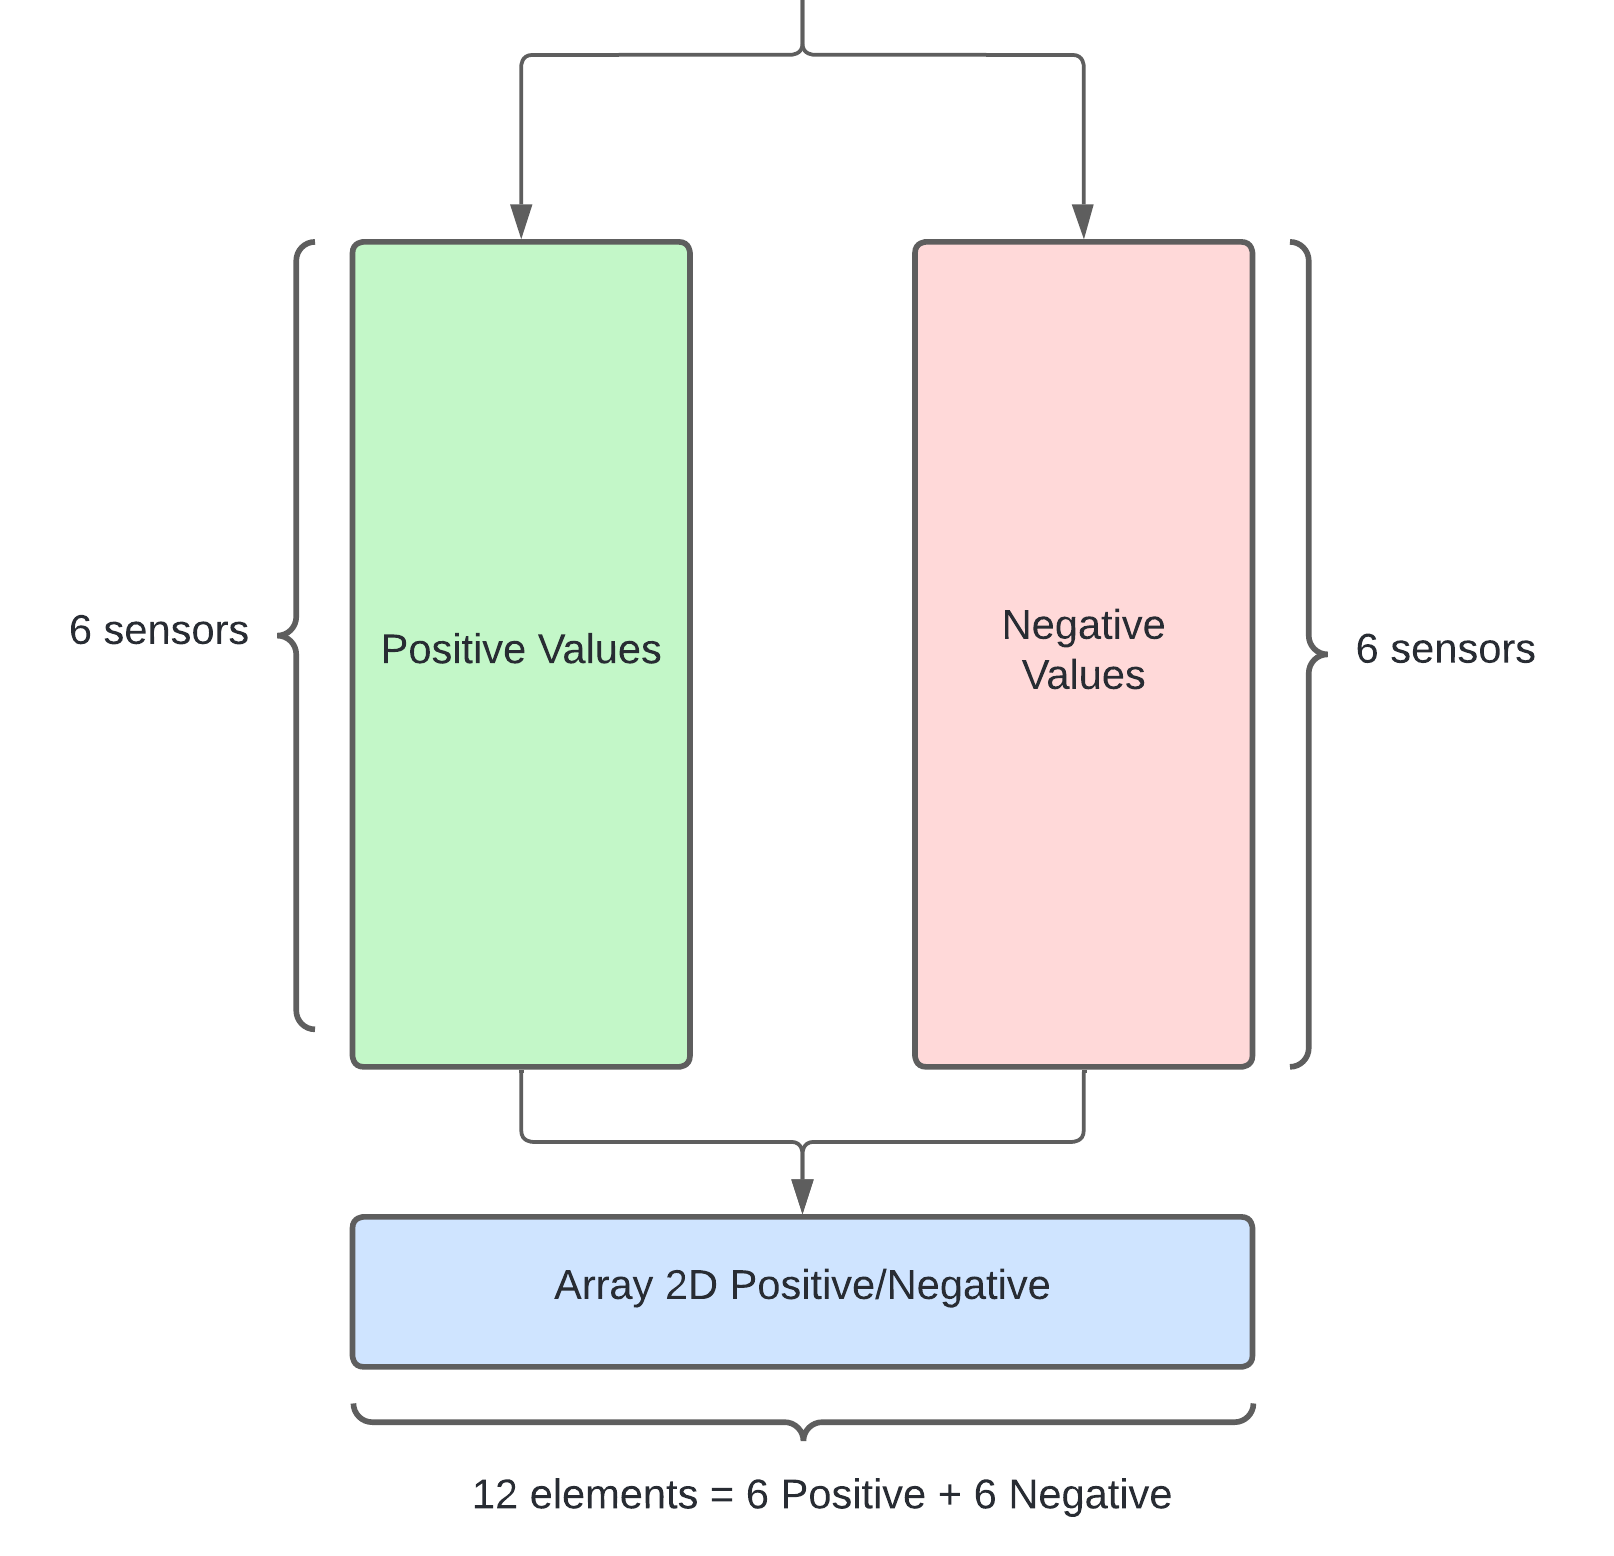 6 sensors
Positive Values
Negative
Values
6 sensors
Array 2D Positive/Negative
12 elements = 6 Positive + 6 Negative